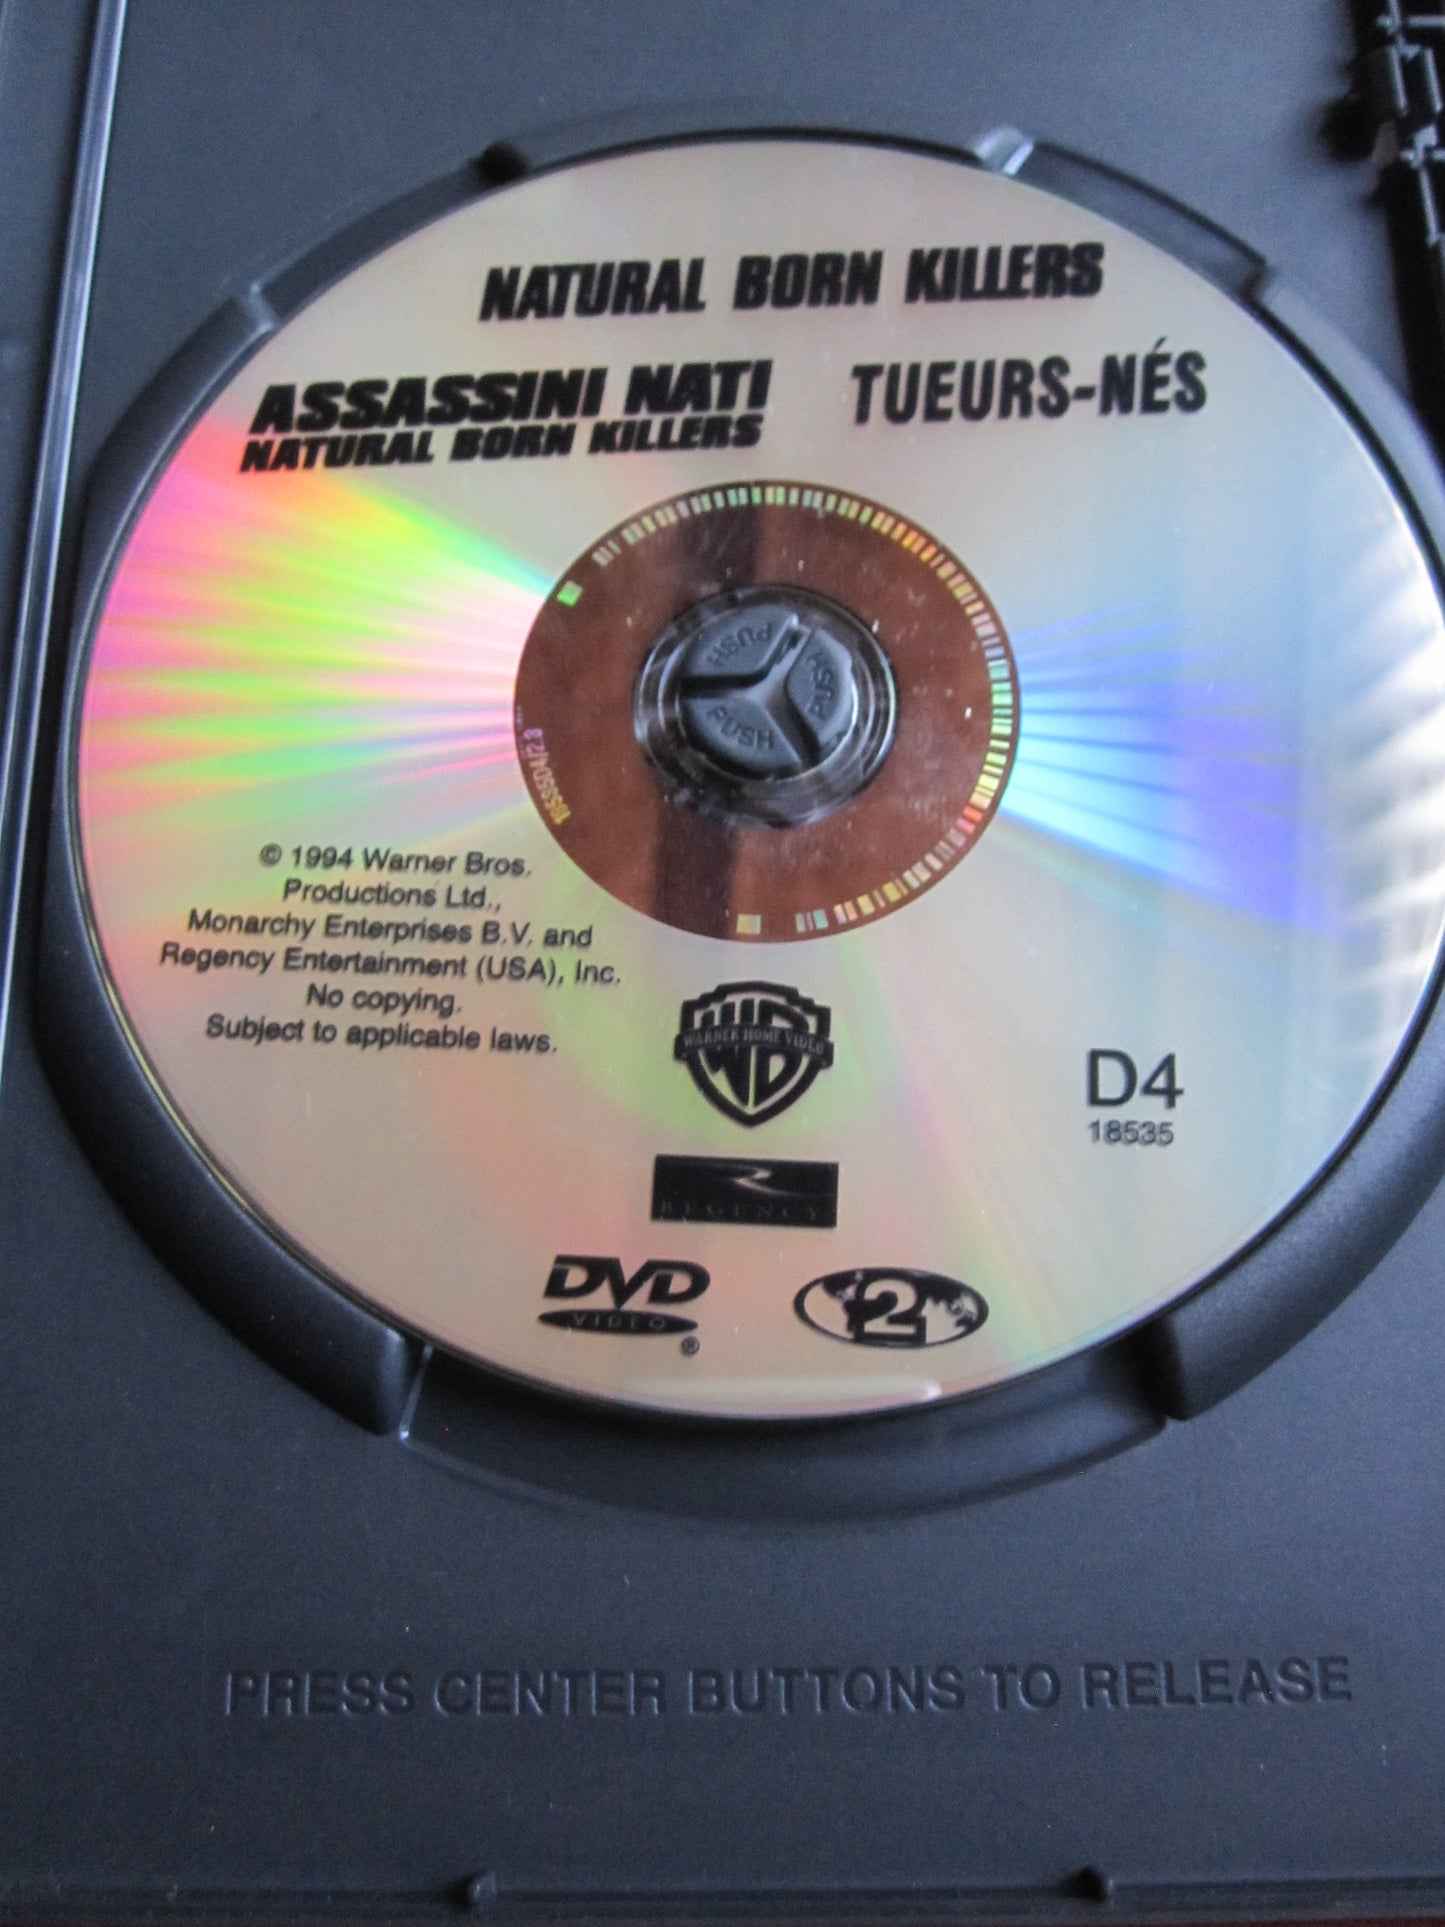 NATURAL BORN KILLERS
ASSASSINI NATI
NATURAL BORN KILLERS
TUEURS-NÉS
PUSH
PUSH
PUSH
© 1994 Warner Bros.
Productions Ltd.,
Monarchy Enterprises B.V. and
Regency Entertainment (USA), Inc.
No copying.
Subject to applicable laws.
WARNER HOME VIDEO
D4
18535
REGENCY
DVD
VIDEO
®
2
PRESS CENTER BUTTONS TO RELEASE